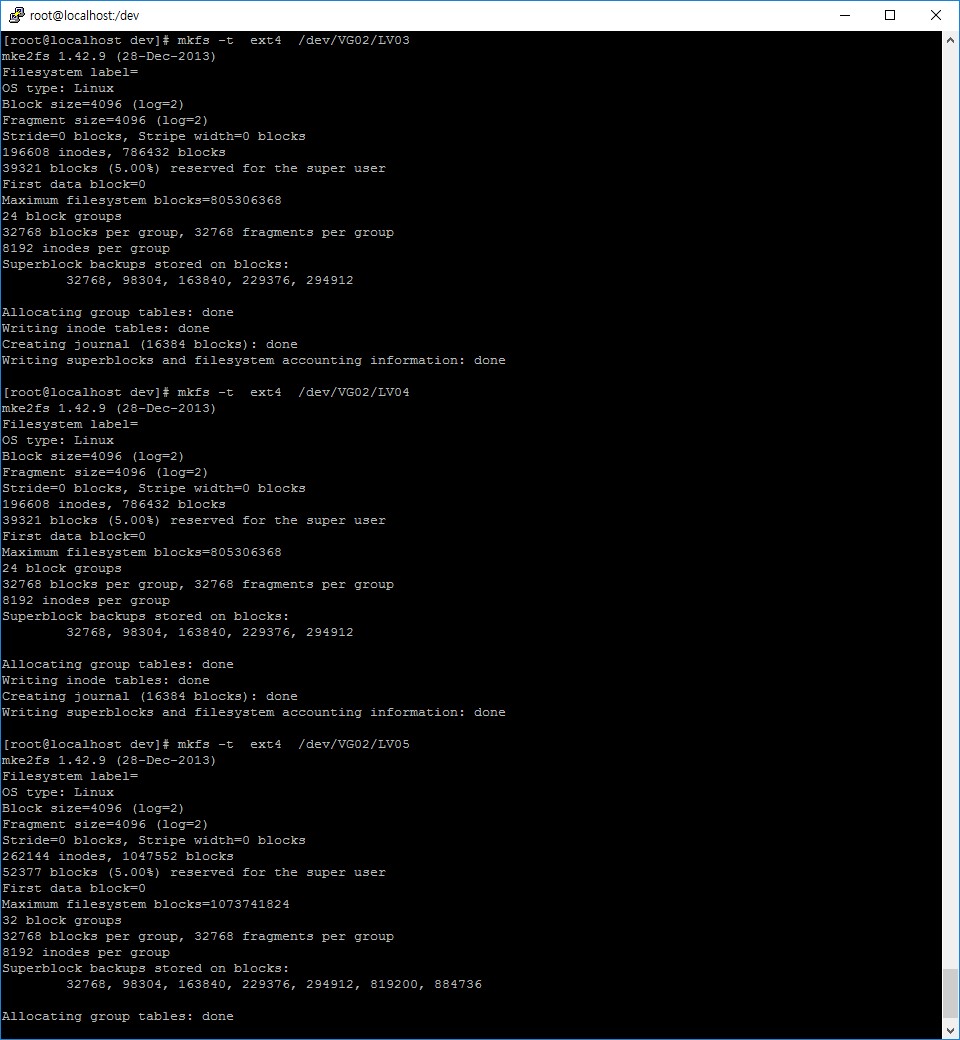 root@localhost:/dev
[root@localhost dev]# mkfs -t  ext4  /dev/VG02/LV03
mke2fs 1.42.9 (28-Dec-2013)
Filesystem label=
OS type: Linux
Block size=4096 (log=2)
Fragment size=4096 (log=2)
Stride=0 blocks, Stripe width=0 blocks
196608 inodes, 786432 blocks
39321 blocks (5.00%) reserved for the super user
First data block=0
Maximum filesystem blocks=805306368
24 block groups
32768 blocks per group, 32768 fragments per group
8192 inodes per group
Superblock backups stored on blocks:
        32768, 98304, 163840, 229376, 294912

Allocating group tables: done
Writing inode tables: done
Creating journal (16384 blocks): done
Writing superblocks and filesystem accounting information: done

[root@localhost dev]# mkfs -t  ext4  /dev/VG02/LV04
mke2fs 1.42.9 (28-Dec-2013)
Filesystem label=
OS type: Linux
Block size=4096 (log=2)
Fragment size=4096 (log=2)
Stride=0 blocks, Stripe width=0 blocks
196608 inodes, 786432 blocks
39321 blocks (5.00%) reserved for the super user
First data block=0
Maximum filesystem blocks=805306368
24 block groups
32768 blocks per group, 32768 fragments per group
8192 inodes per group
Superblock backups stored on blocks:
        32768, 98304, 163840, 229376, 294912

Allocating group tables: done
Writing inode tables: done
Creating journal (16384 blocks): done
Writing superblocks and filesystem accounting information: done

[root@localhost dev]# mkfs -t  ext4  /dev/VG02/LV05
mke2fs 1.42.9 (28-Dec-2013)
Filesystem label=
OS type: Linux
Block size=4096 (log=2)
Fragment size=4096 (log=2)
Stride=0 blocks, Stripe width=0 blocks
262144 inodes, 1047552 blocks
52377 blocks (5.00%) reserved for the super user
First data block=0
Maximum filesystem blocks=1073741824
32 block groups
32768 blocks per group, 32768 fragments per group
8192 inodes per group
Superblock backups stored on blocks:
        32768, 98304, 163840, 229376, 294912, 819200, 884736

Allocating group tables: done